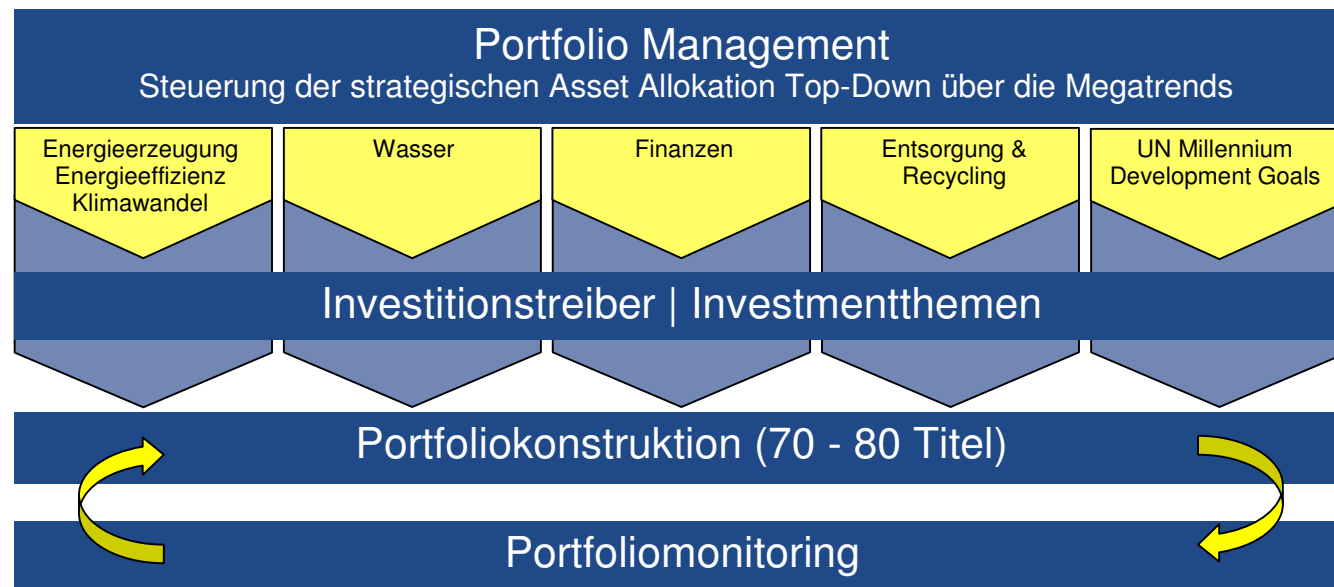 Portfolio Management
Steuerung der strategischen Asset Allokation Top-Down über die Megatrends
Energieerzeugung
Energieeffizienz
Klimawandel
Wasser
Finanzen
Entsorgung &
Recycling
UN Millennium
Development Goals
Investitionstreiber | Investmentthemen
Portfoliokonstruktion (70 - 80 Titel)
Portfoliomonitoring